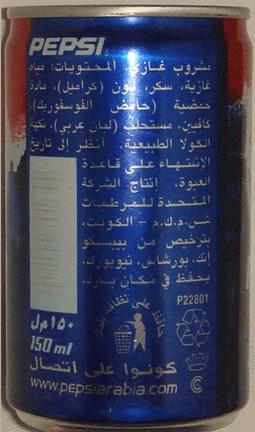 PEPSI
مشروب غازي، المحتويات: مياه
غازية، سكر، لون (كراميل)، مادة
حمضية (حامض الفوسفوريك)،
كافيين، مستحلب (لبان عربي)، نكهة
الكولا الطبيعية. أنظر إلى تاريخ
الإنتهاء على قاعدة
العبوة. إنتاج الشركة
المتحدة للمرطبات
ش.م.ك.م - الكويت،
بترخيص من بيبسيكو
إنك، بورشاس، نيويورك.
يحفظ في مكان بارد.
P22801
حافظ على نظافة بلدك
١٥٠ مل
150 ml
كونوا على اتصال
www.pepsiarabia.com